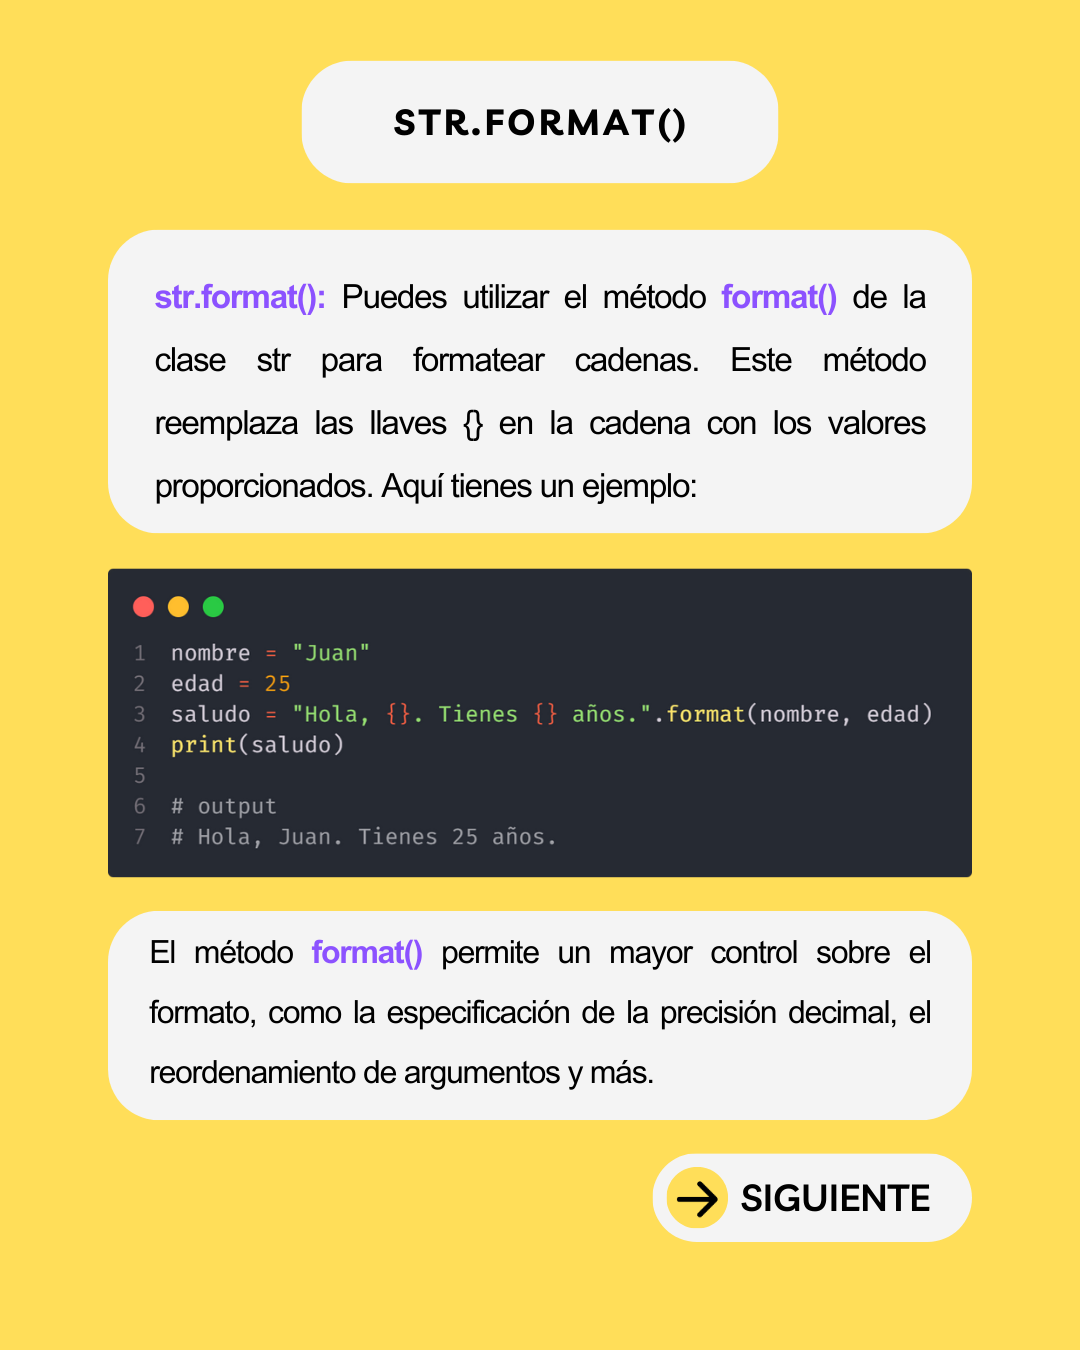 STR.FORMAT()
str.format(): Puedes utilizar el método format() de la
clase str para formatear cadenas. Este método
reemplaza las llaves {} en la cadena con los valores
proporcionados. Aquí tienes un ejemplo:
1 nombre = "Juan"
2 edad = 25
3 saludo = "Hola, {}. Tienes {} años.".format(nombre, edad)
4 print(saludo)
5
6 # output
7 # Hola, Juan. Tienes 25 años.
El método format() permite un mayor control sobre el
formato, como la especificación de la precisión decimal, el
reordenamiento de argumentos y más.
SIGUIENTE